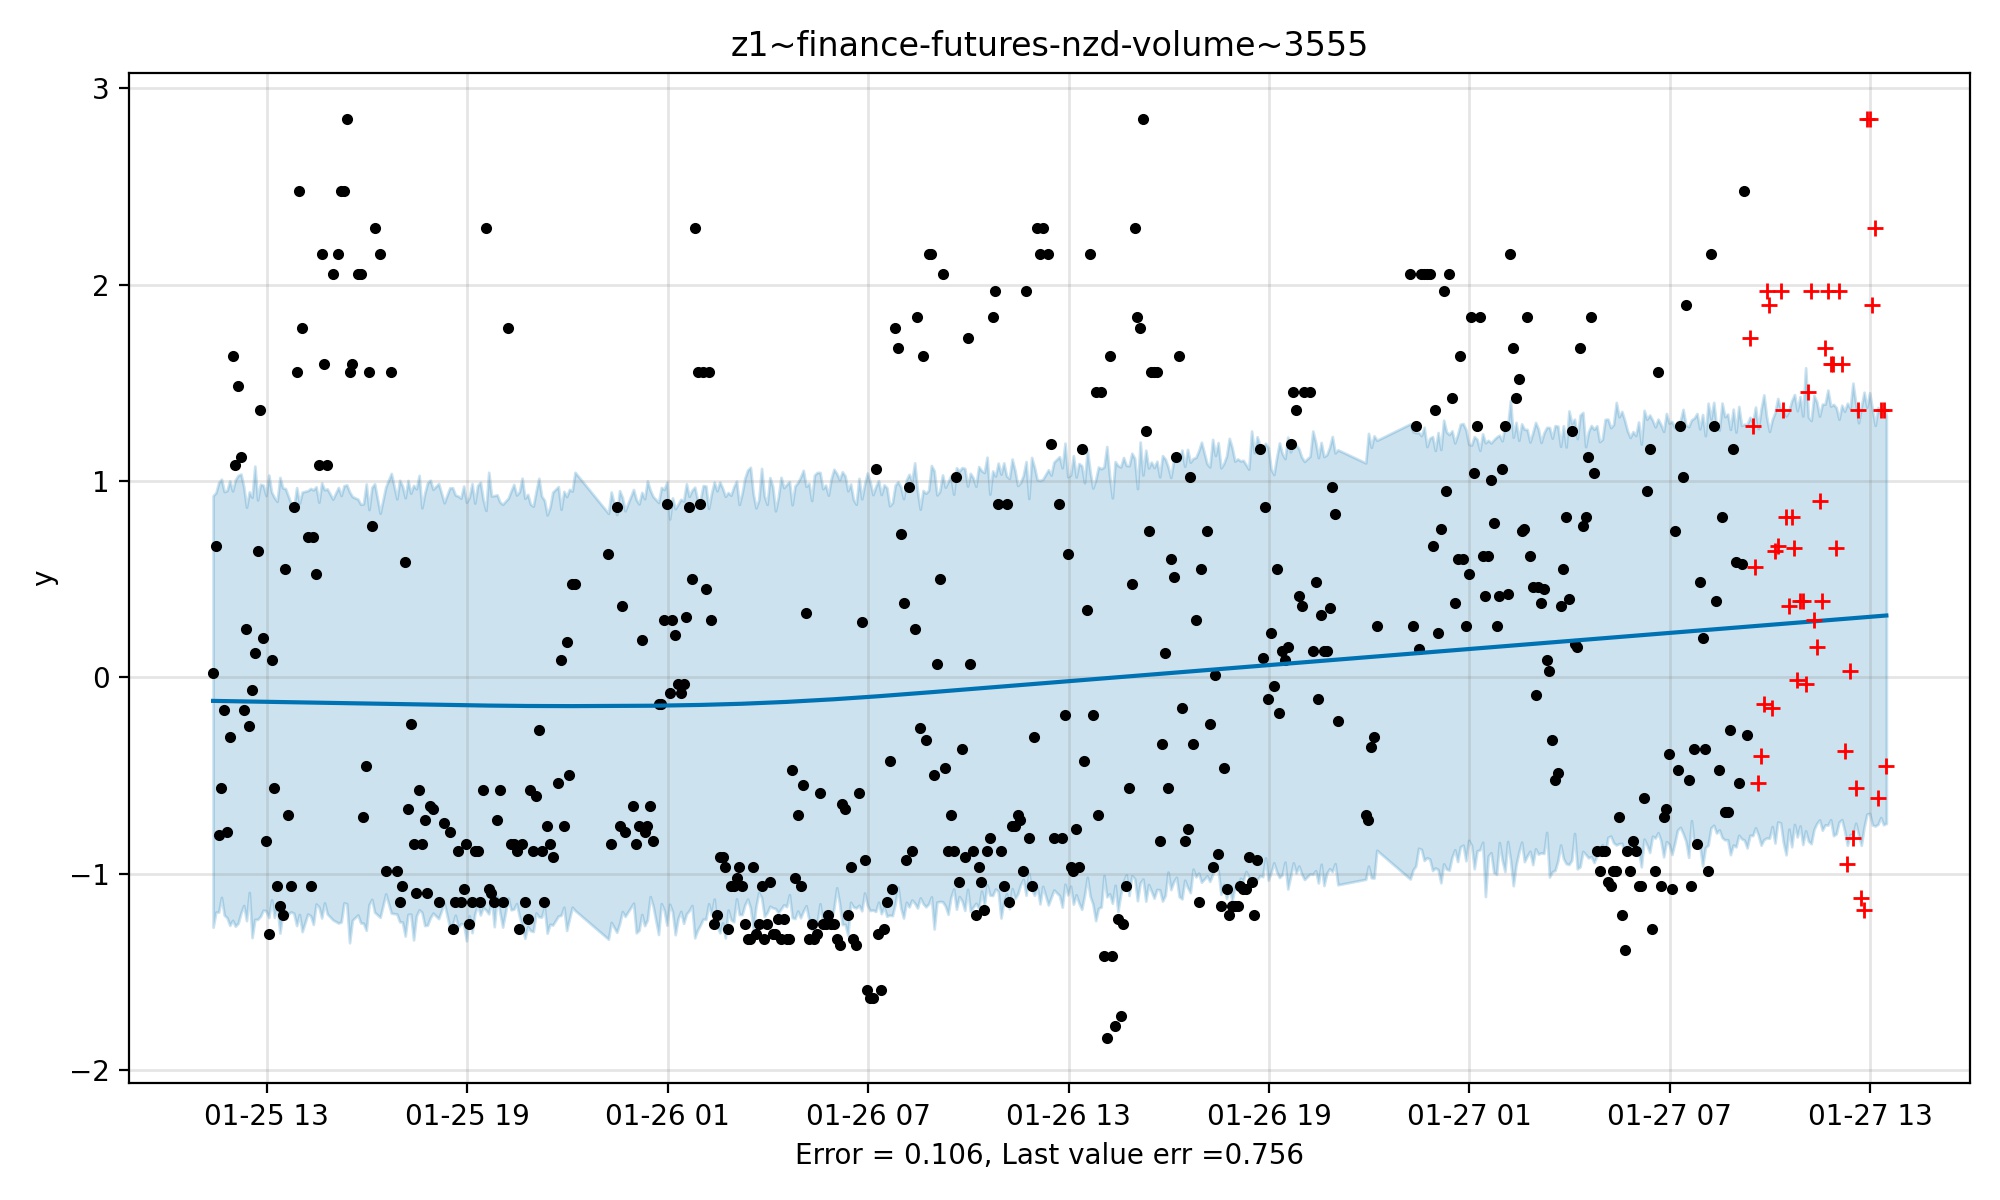 z1~finance-futures-nzd-volume~3555
3
2
1
0
−1
−2
y
01-25 13 01-25 19 01-26 01 01-26 07 01-26 13 01-26 19 01-27 01 01-27 07 01-27 13
Error = 0.106, Last value err =0.756